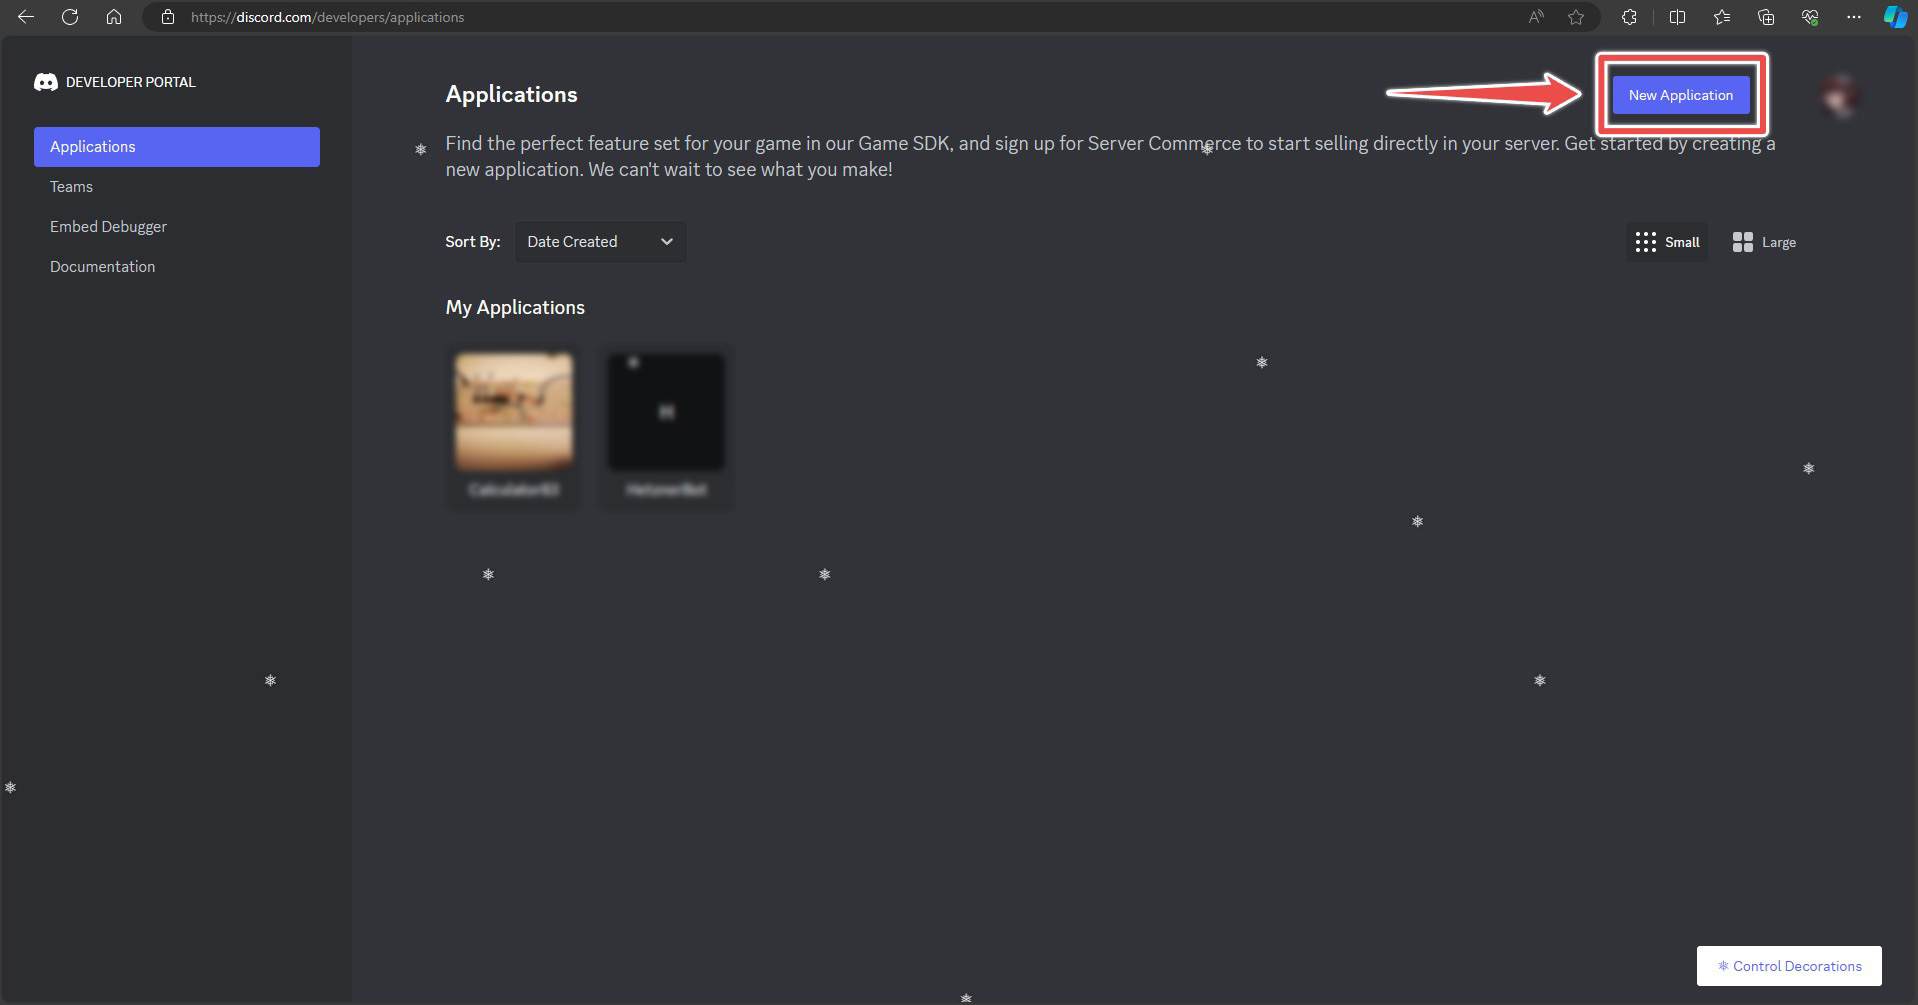 https://discord.com/developers/applications
DEVELOPER PORTAL
Applications
Teams
Embed Debugger
Documentation
Applications
New Application
Find the perfect feature set for your game in our Game SDK, and sign up for Server Commerce to start selling directly in your server. Get started by creating a
new application. We can't wait to see what you make!
Sort By: Date Created
Small Large
My Applications
Control Decorations